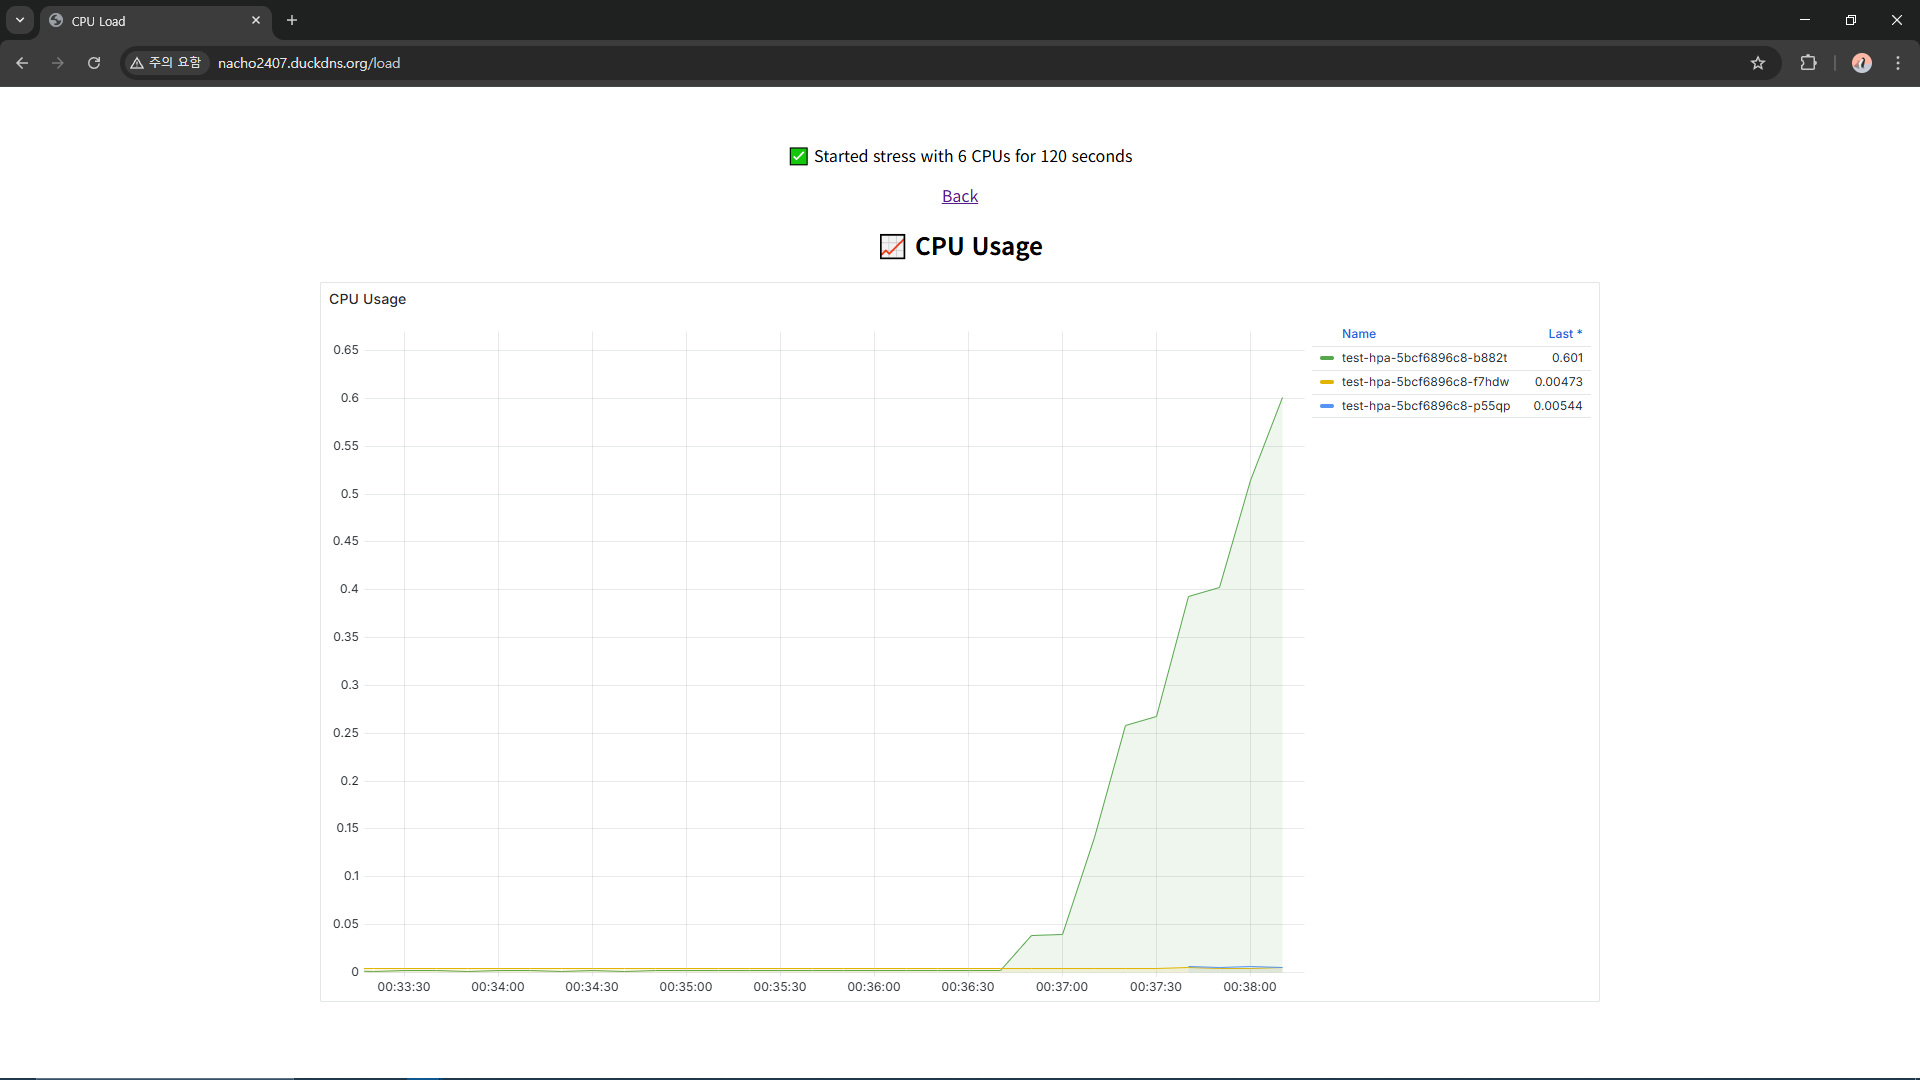 CPU Load
주의 요함
nacho2407.duckdns.org/load
✅ Started stress with 6 CPUs for 120 seconds
Back
📈 CPU Usage
CPU Usage
Name Last *
test-hpa-5bcf6896c8-b882t 0.601
test-hpa-5bcf6896c8-f7hdw 0.00473
test-hpa-5bcf6896c8-p55qp 0.00544
0.65
0.6
0.55
0.5
0.45
0.4
0.35
0.3
0.25
0.2
0.15
0.1
0.05
0
00:33:30 00:34:00 00:34:30 00:35:00 00:35:30 00:36:00 00:36:30 00:37:00 00:37:30 00:38:00